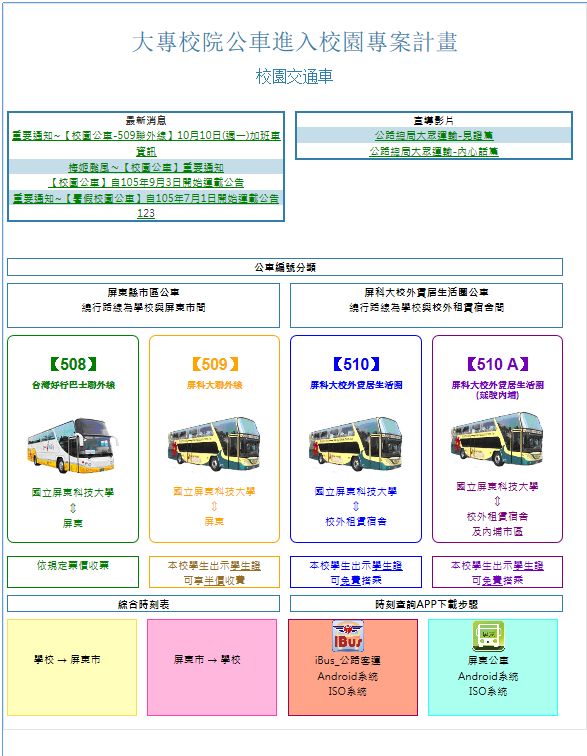 大專校院公車進入校園專案計畫
校園交通車
最新消息
重要通知~【校園公車-509聯外線】10月10日(週一)加班車
資訊
梅姬颱風~【校園公車】重要通知
【校園公車】自105年9月3日開始運載公告
重要通知~【暑假校園公車】自105年7月1日開始運載公告
123
宣導影片
公路總局大眾運輸-見證篇
公路總局大眾運輸-內心話篇
公車編號分類
屏東縣市區公車
繞行路線為學校與屏東市間
屏科大校外賃居生活圈公車
繞行路線為學校與校外租賃宿舍間
【508】
台灣好行巴士聯外線
國立屏東科技大學
⇕
屏東
【509】
屏科大聯外線
國立屏東科技大學
⇕
屏東
【510】
屏科大校外賃居生活圈
國立屏東科技大學
⇕
校外租賃宿舍
【510 A】
屏科大校外賃居生活圈
(延駛內埔)
國立屏東科技大學
⇕
校外租賃宿舍
及內埔市區
依規定票價收票
本校學生出示學生證
可享半價收費
本校學生出示學生證
可免費搭乘
本校學生出示學生證
可免費搭乘
綜合時刻表
時刻查詢APP下載步驟
學校 → 屏東市
屏東市 → 學校
iBus
iBus_公路客運
Android系統
ISO系統
屏東
屏東公車
Android系統
ISO系統